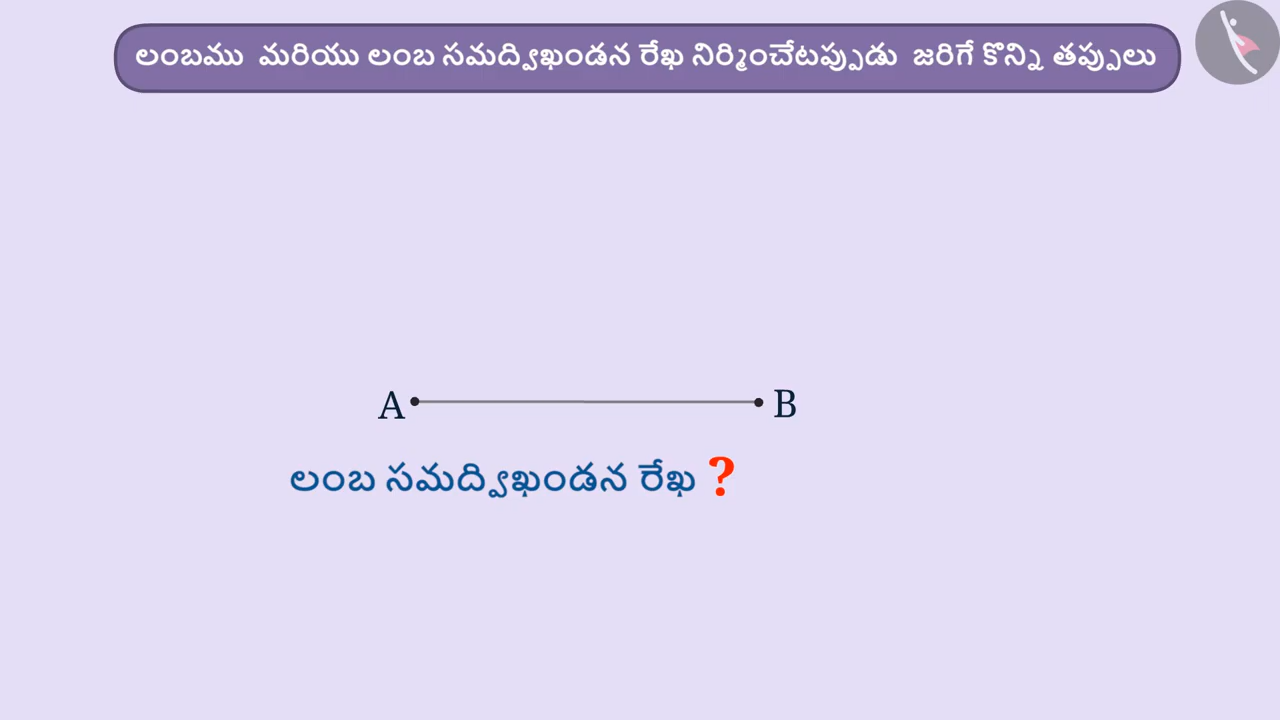 లంబము మరియు లంబ సమద్విఖండన రేఖ నిర్మించేటప్పుడు జరిగే కొన్ని తప్పులు
A B
లంబ సమద్విఖండన రేఖ ?